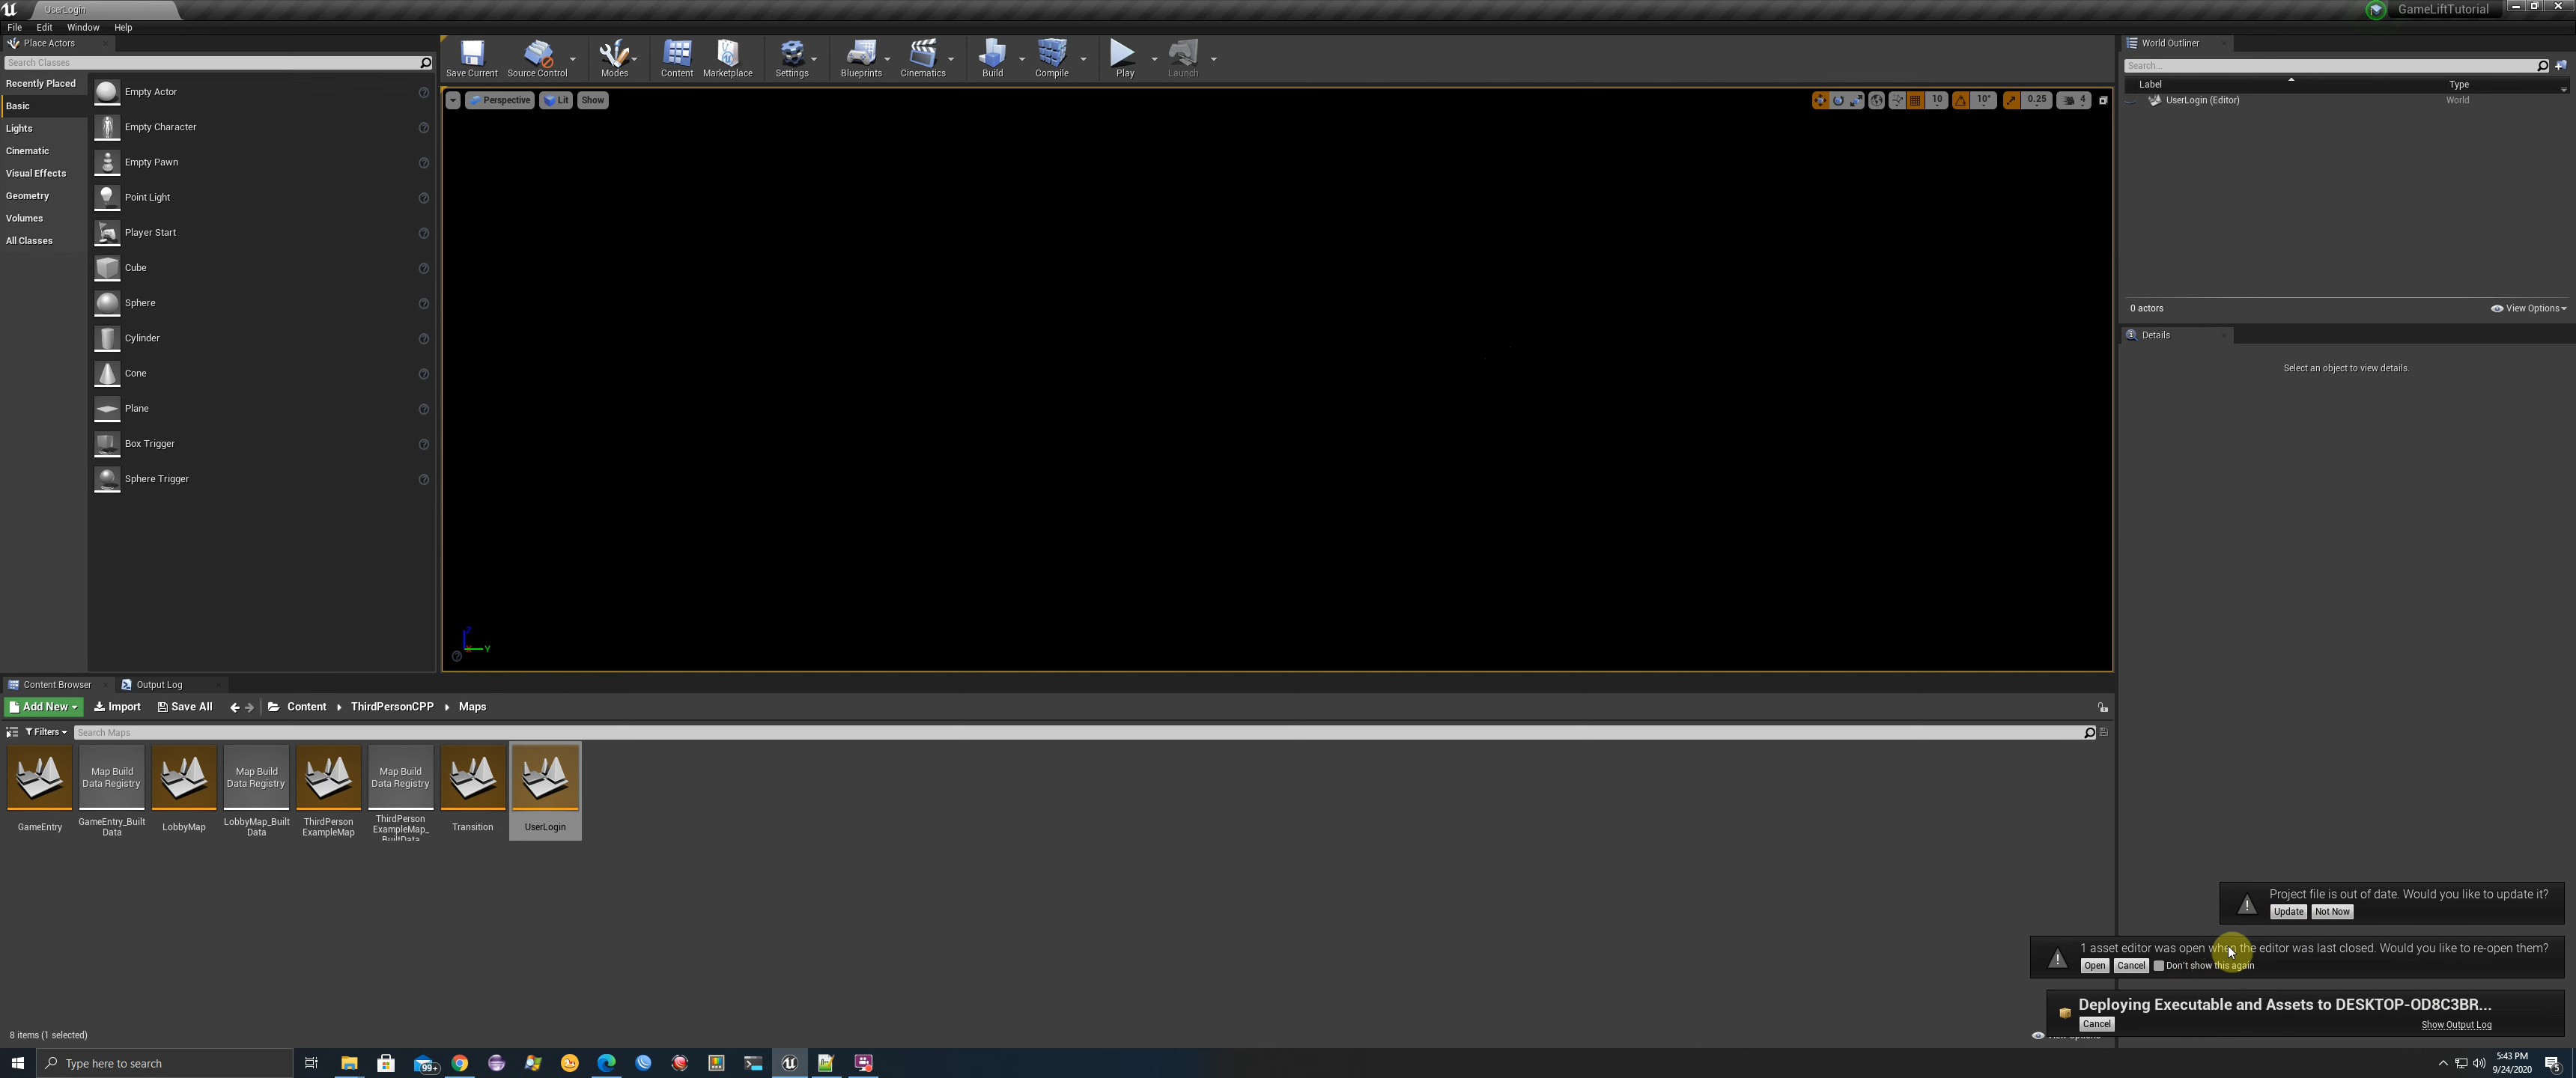 UserLogin
GameLiftTutorial
File Edit Window Help
Place Actors
Search Classes
Recently Placed
Basic
Lights
Cinematic
Visual Effects
Geometry
Volumes
All Classes
Empty Actor
Empty Character
Empty Pawn
Point Light
Player Start
Cube
Sphere
Cylinder
Cone
Plane
Box Trigger
Sphere Trigger
Save Current
Source Control
Modes
Content
Marketplace
Settings
Blueprints
Cinematics
Build
Compile
Play
Launch
Perspective
Lit
Show
10
10°
0.25
4
Z
Y
World Outliner
Search...
Label Type
UserLogin (Editor) World
0 actors
View Options
Details
Select an object to view details.
Content Browser
Output Log
Add New
Import
Save All
Content
ThirdPersonCPP
Maps
Filters
Search Maps
GameEntry
Map Build
Data Registry
GameEntry_Built
Data
LobbyMap
Map Build
Data Registry
LobbyMap_Built
Data
ThirdPerson
ExampleMap
Map Build
Data Registry
ThirdPerson
ExampleMap_
BuiltData
Transition
UserLogin
8 items (1 selected)
Project file is out of date. Would you like to update it?
Update Not Now
1 asset editor was open when the editor was last closed. Would you like to re-open them?
Open Cancel Don't show this again
Deploying Executable and Assets to DESKTOP-OD8C3BR...
Cancel
Show Output Log
View Options
Type here to search
99+
5:43 PM
9/24/2020
5